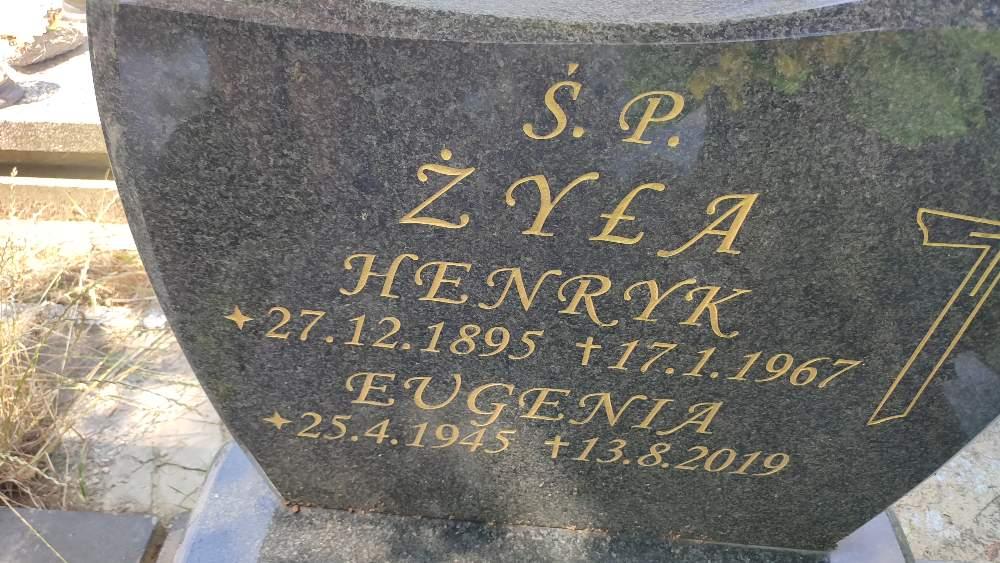 Ś. P.
ŻYŁA
HENRYK
✦27.12.1895 ✝17.1.1967
EUGENIA
✦25.4.1945 ✝13.8.2019